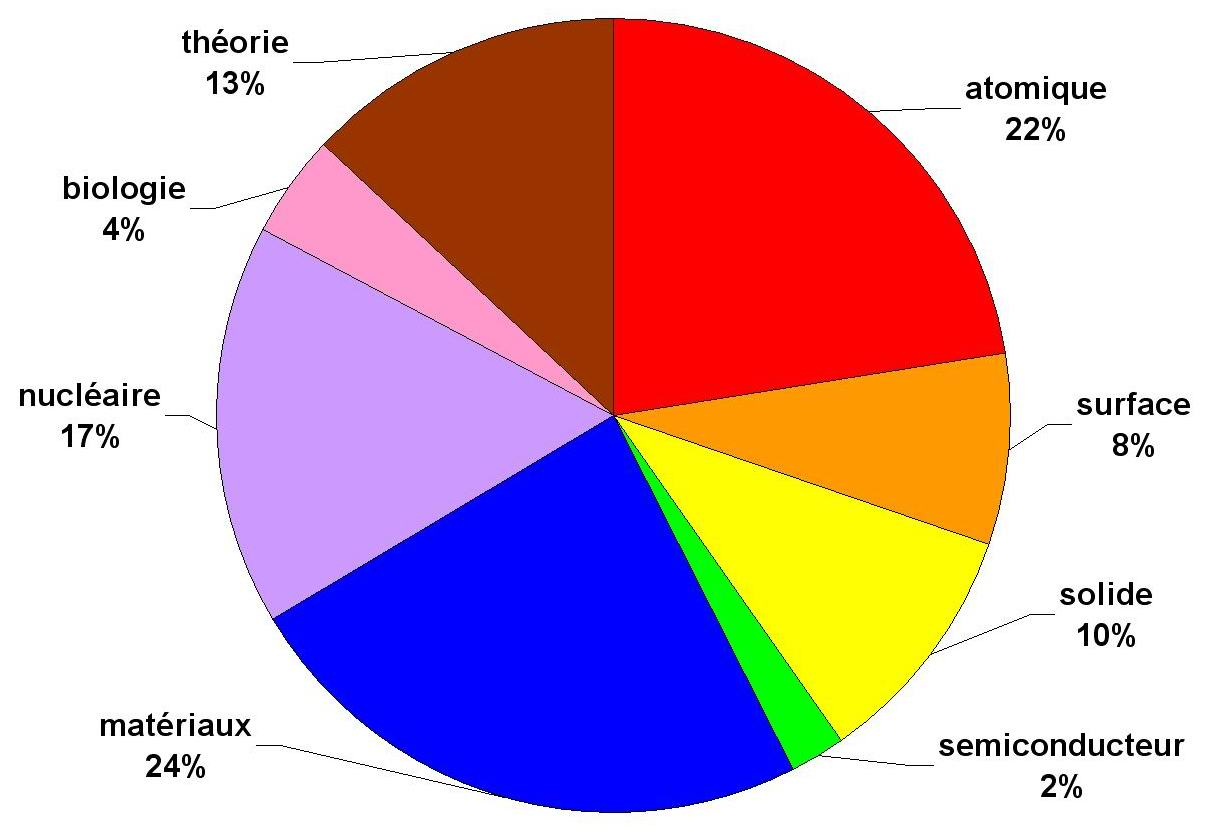 théorie
13%
atomique
22%
biologie
4%
nucléaire
17%
surface
8%
solide
10%
matériaux
24%
semiconducteur
2%